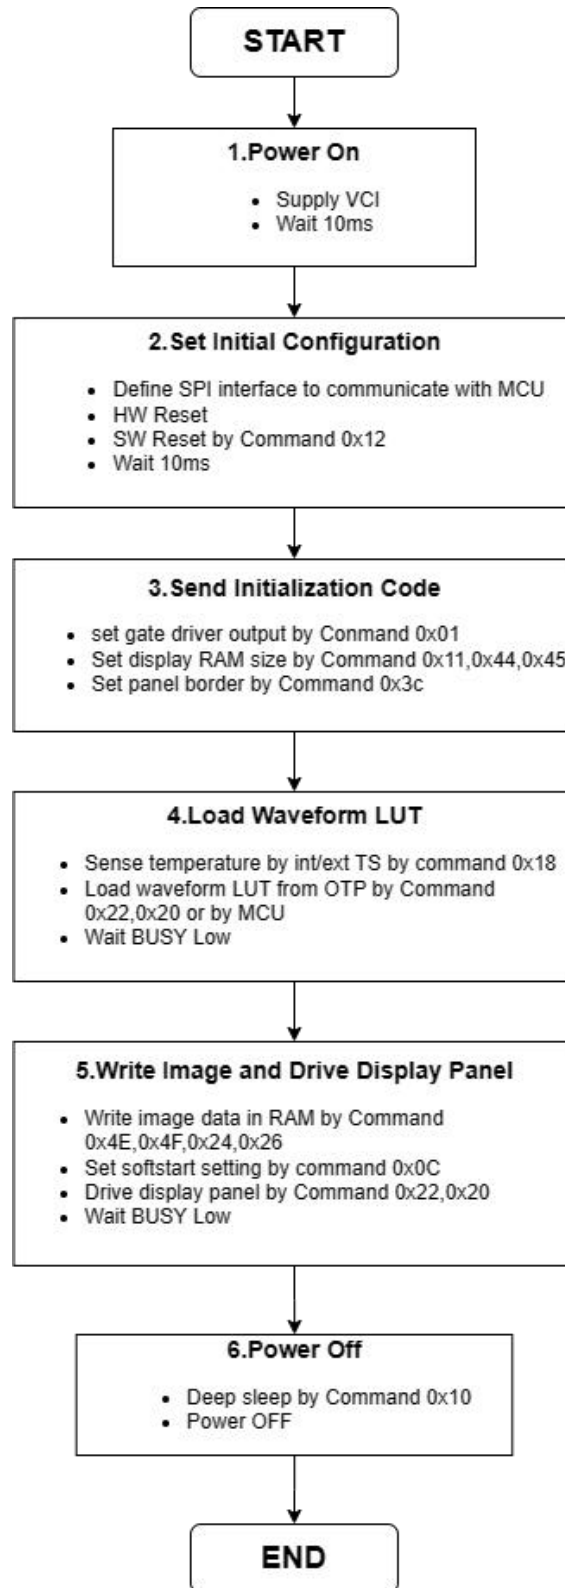 START
1.Power On
• Supply VCI
• Wait 10ms
2.Set Initial Configuration
• Define SPI interface to communicate with MCU
• HW Reset
• SW Reset by Command 0x12
• Wait 10ms
3.Send Initialization Code
• set gate driver output by Conmand 0x01
• Set display RAM size by Command 0x11,0x44,0x45
• Set panel border by Command 0x3c
4.Load Waveform LUT
• Sense temperature by int/ext TS by command 0x18
• Load waveform LUT from OTP by Command
0x22,0x20 or by MCU
• Wait BUSY Low
5.Write Image and Drive Display Panel
• Write image data in RAM by Command
0x4E,0x4F,0x24,0x26
• Set softstart setting by command 0x0C
• Drive display panel by Command 0x22,0x20
• Wait BUSY Low
6.Power Off
• Deep sleep by Command 0x10
• Power OFF
END